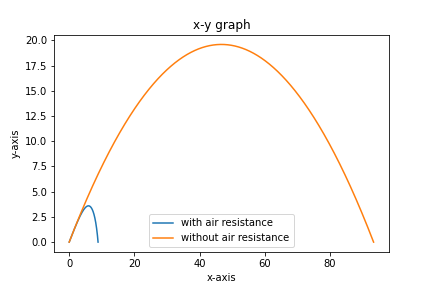 x-y graph
20.0
17.5
15.0
12.5
10.0
7.5
5.0
2.5
0.0
y-axis
with air resistance
without air resistance
0 20 40 60 80
x-axis